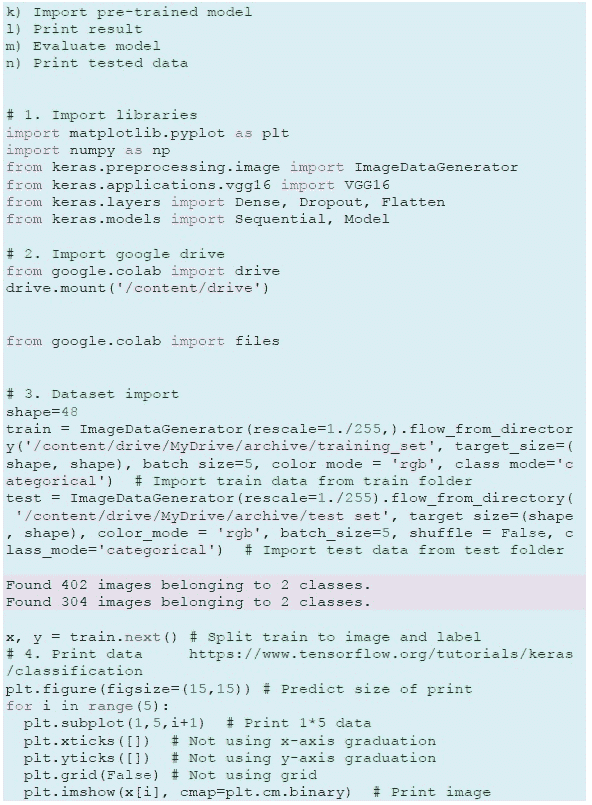 k) Import pre-trained model
l) Print result
m) Evaluate model
n) Print tested data
# 1. Import libraries
import matplotlib.pyplot as plt
import numpy as np
from keras.preprocessing.image import ImageDataGenerator
from keras.applications.vgg16 import VGG16
from keras.layers import Dense, Dropout, Flatten
from keras.models import Sequential, Model
# 2. Import google drive
from google.colab import drive
drive.mount('/content/drive')
from google.colab import files
# 3. Dataset import
shape=48
train = ImageDataGenerator(rescale=1./255,).flow_from_director
y('/content/drive/MyDrive/archive/training_set', target_size=(
shape, shape), batch size=5, color mode = 'rgb', class mode='c
ategorical')  # Import train data from train folder
test = ImageDataGenerator(rescale=1./255).flow_from_directory(
'/content/drive/MyDrive/archive/test set', target size=(shape
, shape), color_mode = 'rgb', batch_size=5, shuffle = False, c
lass_mode='categorical')  # Import test data from test folder
Found 402 images belonging to 2 classes.
Found 304 images belonging to 2 classes.
x, y = train.next() # Split train to image and label
# 4. Print data     https://www.tensorflow.org/tutorials/keras
/classification
plt.figure(figsize=(15,15)) # Predict size of print
for i in range(5):
  plt.subplot(1,5,i+1)  # Print 1*5 data
  plt.xticks([])  # Not using x-axis graduation
  plt.yticks([])  # Not using y-axis graduation
  plt.grid(False) # Not using grid
  plt.imshow(x[i], cmap=plt.cm.binary)  # Print image